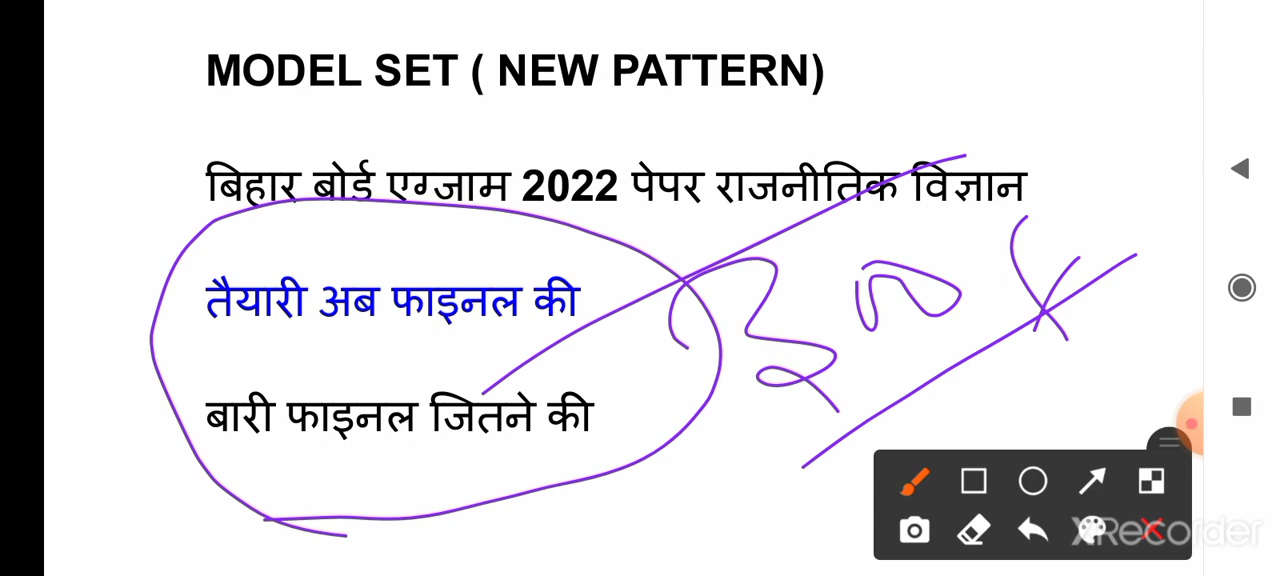 MODEL SET ( NEW PATTERN)
बिहार बोर्ड एग्जाम 2022 पेपर राजनीतिक विज्ञान
तैयारी अब फाइनल की
बारी फाइनल जितने की
XRecorder